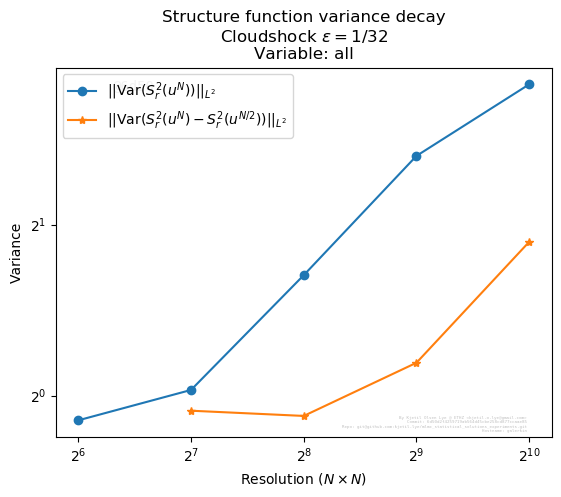 Structure function variance decay
Cloudshock ε = 1/32
Variable: all
||Var(S_r^2(u^N))||_{L^2}
||Var(S_r^2(u^N) − S_r^2(u^{N/2}))||_{L^2}
Variance
2^1
2^0
2^6 2^7 2^8 2^9 2^10
Resolution (N × N)